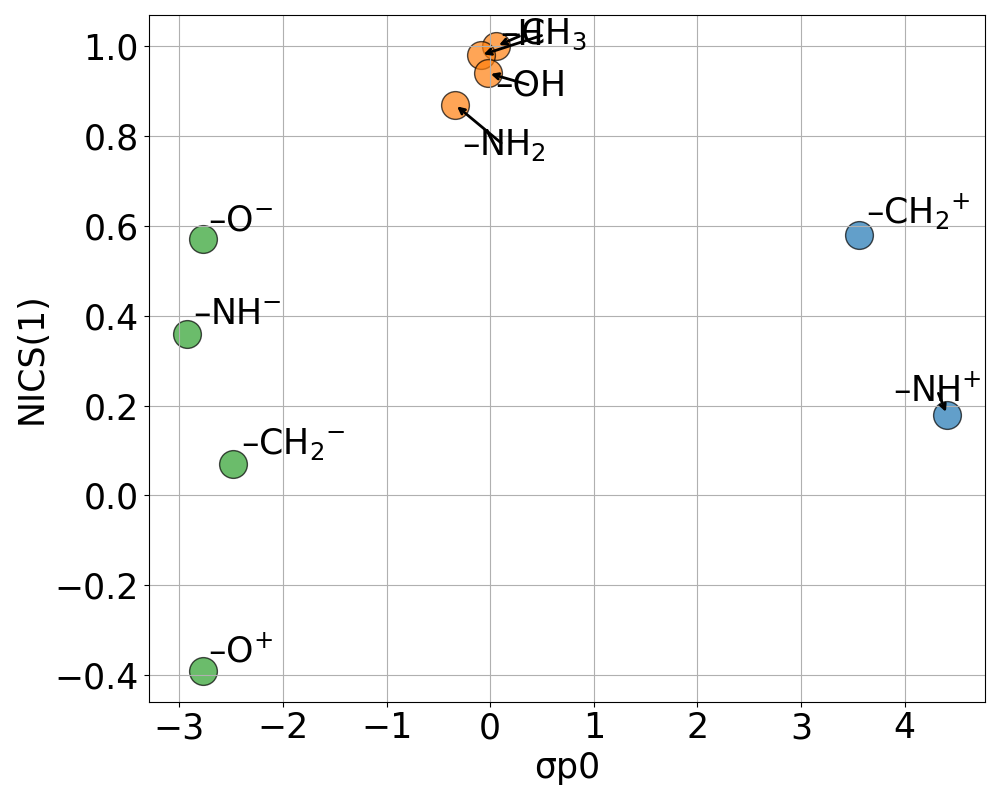 –H
–CH₃
–OH
–NH₂
–O⁻
–CH₂⁺
–NH⁻
–NH⁺
–CH₂⁻
–O⁺
1.0
0.8
0.6
0.4
0.2
0.0
−0.2
−0.4
NICS(1)
−3 −2 −1 0 1 2 3 4
σp0